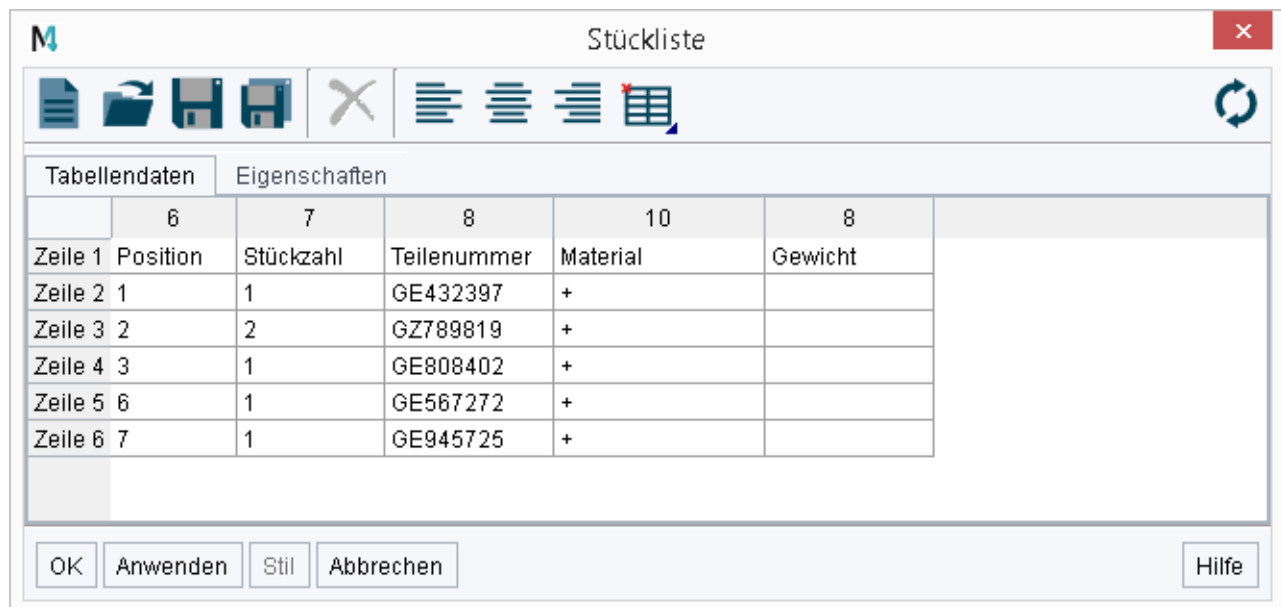 Stückliste
Tabellendaten Eigenschaften
6 7 8 10 8
Zeile 1 Position Stückzahl Teilenummer Material Gewicht
Zeile 2 1 1 GE432397 +
Zeile 3 2 2 GZ789819 +
Zeile 4 3 1 GE808402 +
Zeile 5 6 1 GE567272 +
Zeile 6 7 1 GE945725 +
OK Anwenden Stil Abbrechen Hilfe